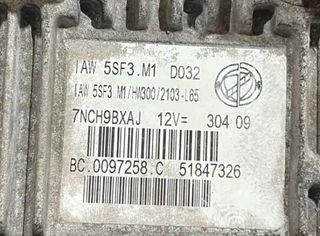 IAW 5SF3.M1 D032
IAW 5SF3 M1/HW300/2103-L65
7NCH9BXAJ 12V= 304 09
BC.0097258.C 51847326